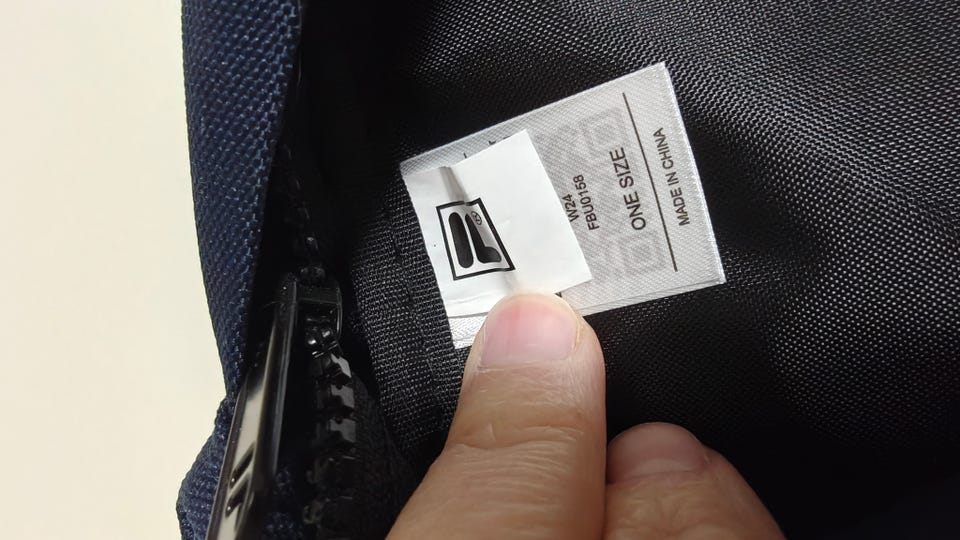 W24
FBU0158
ONE SIZE
MADE IN CHINA